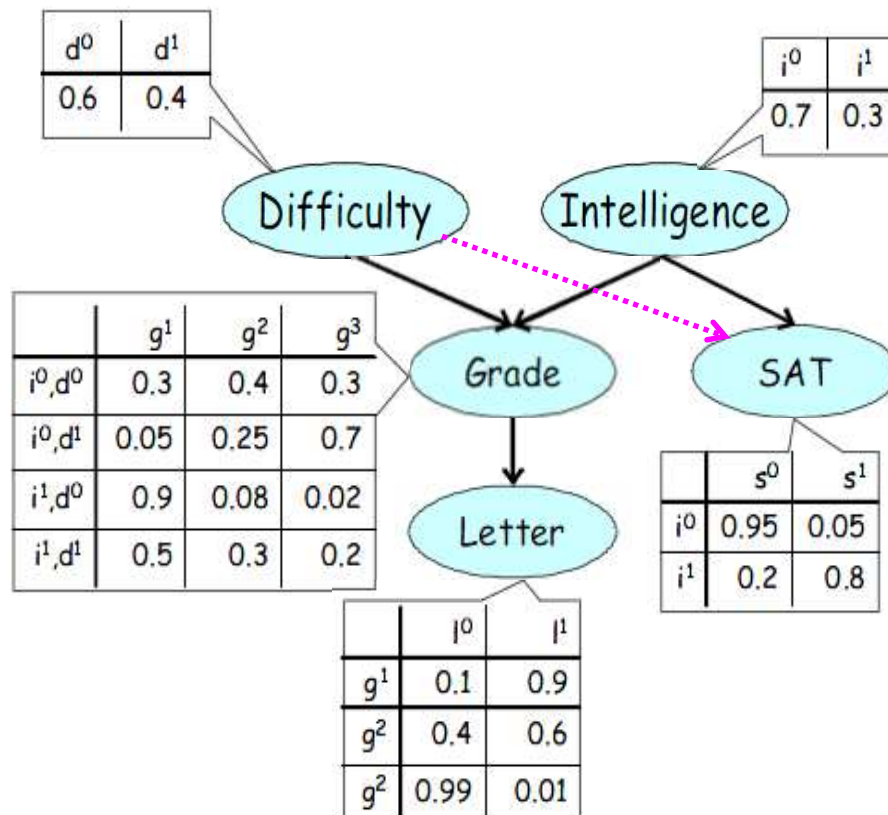 d⁰ d¹
0.6 0.4
i⁰ i¹
0.7 0.3
Difficulty
Intelligence
g¹ g² g³
i⁰,d⁰ 0.3 0.4 0.3
i⁰,d¹ 0.05 0.25 0.7
i¹,d⁰ 0.9 0.08 0.02
i¹,d¹ 0.5 0.3 0.2
Grade
SAT
s⁰ s¹
i⁰ 0.95 0.05
i¹ 0.2 0.8
Letter
l⁰ l¹
g¹ 0.1 0.9
g² 0.4 0.6
g² 0.99 0.01